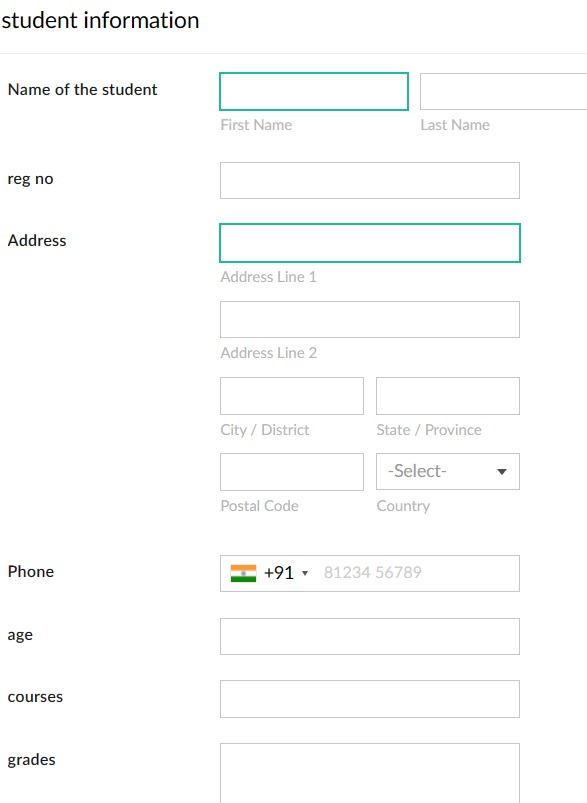 student information
Name of the student
First Name Last Name
reg no
Address
Address Line 1
Address Line 2
City / District State / Province
-Select-
Postal Code Country
Phone +91 81234 56789
age
courses
grades